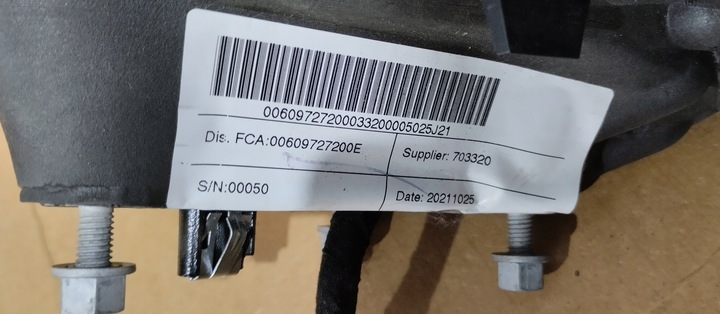 00609727200033200005025J21
Dis. FCA:00609727200E
Supplier: 703320
S/N:00050
Date: 20211025